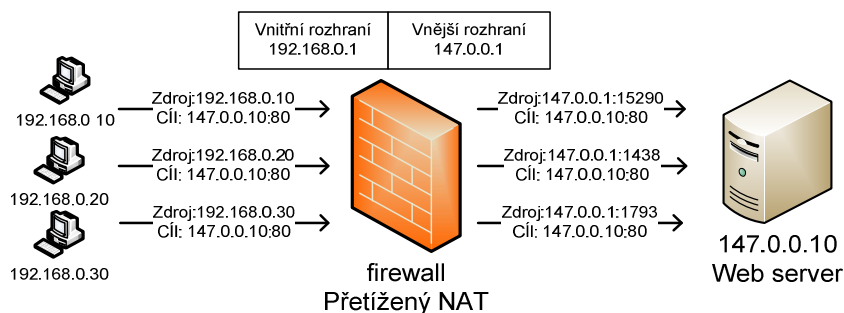 Vnitřní rozhraní
192.168.0.1
Vnější rozhraní
147.0.0.1
192.168.0 10
Zdroj:192.168.0.10
Cíl: 147.0.0.10:80
Zdroj:147.0.0.1:15290
Cíl: 147.0.0.10:80
192.168.0.20
Zdroj:192.168.0.20
Cíl: 147.0.0.10:80
Zdroj:147.0.0.1:1438
Cíl: 147.0.0.10:80
192.168.0.30
Zdroj:192.168.0.30
Cíl: 147.0.0.10:80
Zdroj:147.0.0.1:1793
Cíl: 147.0.0.10:80
firewall
Přetížený NAT
147.0.0.10
Web server